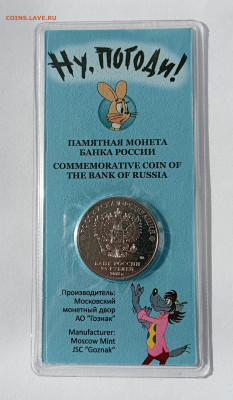 COINS.LAVE.RU
Ну, погоди!
ПАМЯТНАЯ МОНЕТА
БАНКА РОССИИ
COMMEMORATIVE COIN OF
THE BANK OF RUSSIA
БАНК РОССИИ
25 РУБЛЕЙ
Производитель:
Московский
монетный двор
АО "Гознак"
Manufacturer:
Moscow Mint
JSC "Goznak"